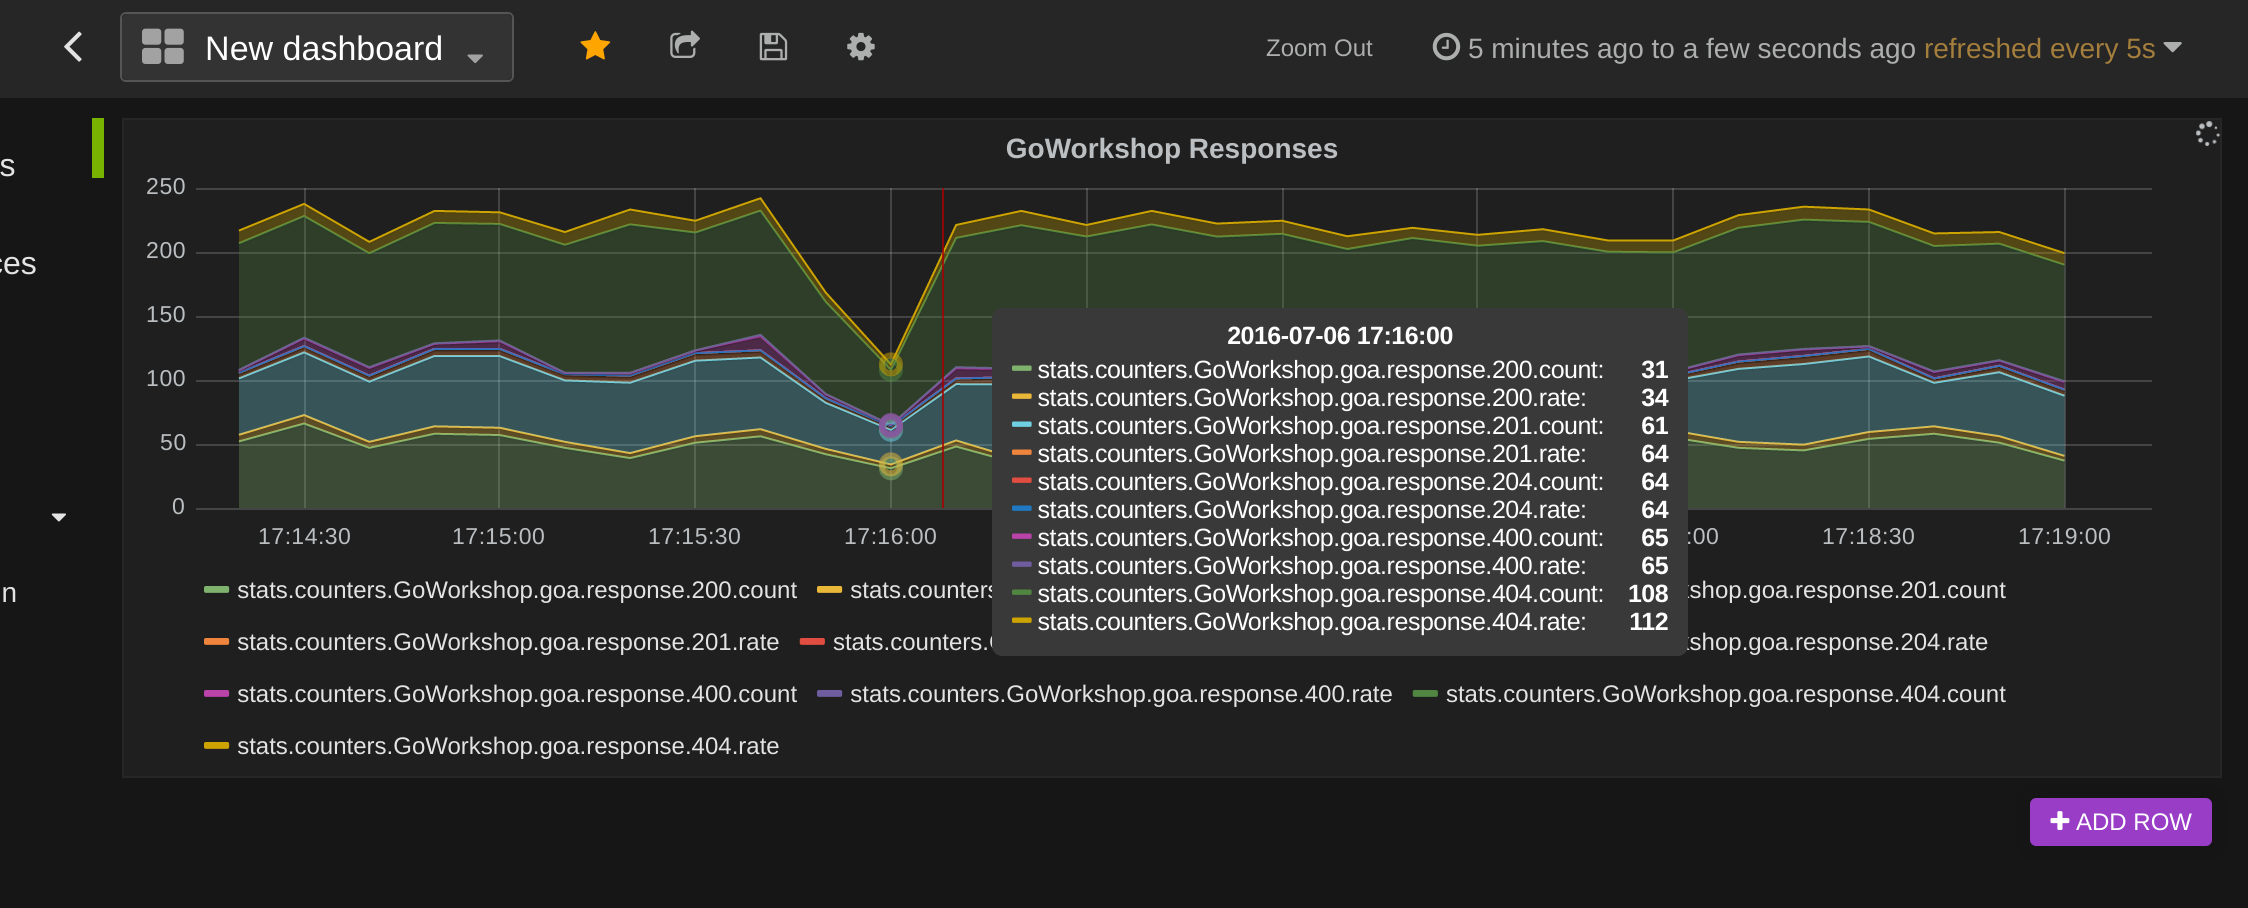 New dashboard
Zoom Out
5 minutes ago to a few seconds ago refreshed every 5s
s
ces
n
GoWorkshop Responses
250
200
150
100
50
0
17:14:30 17:15:00 17:15:30 17:16:00 :00 17:18:30 17:19:00
2016-07-06 17:16:00
stats.counters.GoWorkshop.goa.response.200.count: 31
stats.counters.GoWorkshop.goa.response.200.rate: 34
stats.counters.GoWorkshop.goa.response.201.count: 61
stats.counters.GoWorkshop.goa.response.201.rate: 64
stats.counters.GoWorkshop.goa.response.204.count: 64
stats.counters.GoWorkshop.goa.response.204.rate: 64
stats.counters.GoWorkshop.goa.response.400.count: 65
stats.counters.GoWorkshop.goa.response.400.rate: 65
stats.counters.GoWorkshop.goa.response.404.count: 108
stats.counters.GoWorkshop.goa.response.404.rate: 112
stats.counters.GoWorkshop.goa.response.200.count stats.counters kshop.goa.response.201.count
stats.counters.GoWorkshop.goa.response.201.rate stats.counters. kshop.goa.response.204.rate
stats.counters.GoWorkshop.goa.response.400.count stats.counters.GoWorkshop.goa.response.400.rate stats.counters.GoWorkshop.goa.response.404.count
stats.counters.GoWorkshop.goa.response.404.rate
ADD ROW